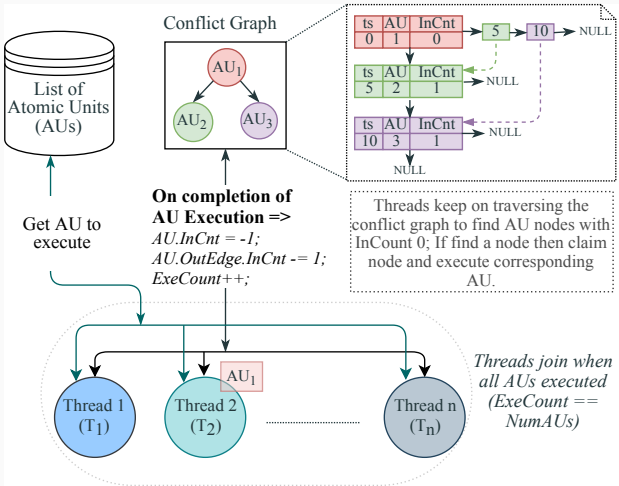 Conflict Graph
List of
Atomic Units
(AUs)
AU1
AU2
AU3
ts AU InCnt
0 1 0
5
10
NULL
ts AU InCnt
5 2 1
NULL
ts AU InCnt
10 3 1
NULL
NULL
Get AU to
execute
On completion of
AU Execution =>
AU.InCnt = -1;
AU.OutEdge.InCnt -= 1;
ExeCount++;
Threads keep on traversing the
conflict graph to find AU nodes with
InCount 0; If find a node then claim
node and execute corresponding
AU.
AU1
Thread 1
(T1)
Thread 2
(T2)
Thread n
(Tn)
Threads join when
all AUs executed
(ExeCount ==
NumAUs)